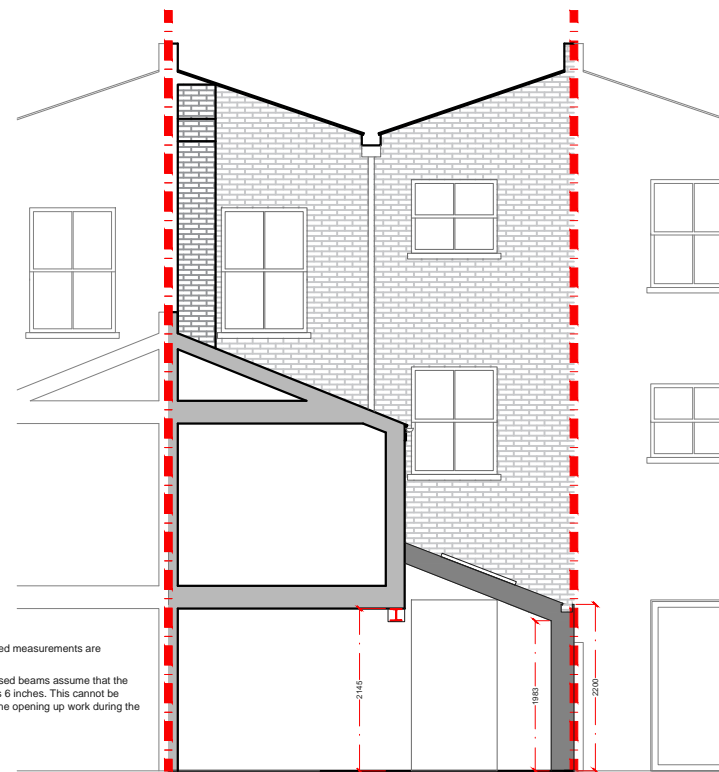 ed measurements are
sed beams assume that the
s 6 inches. This cannot be
ne opening up work during the
2145
1983
2200